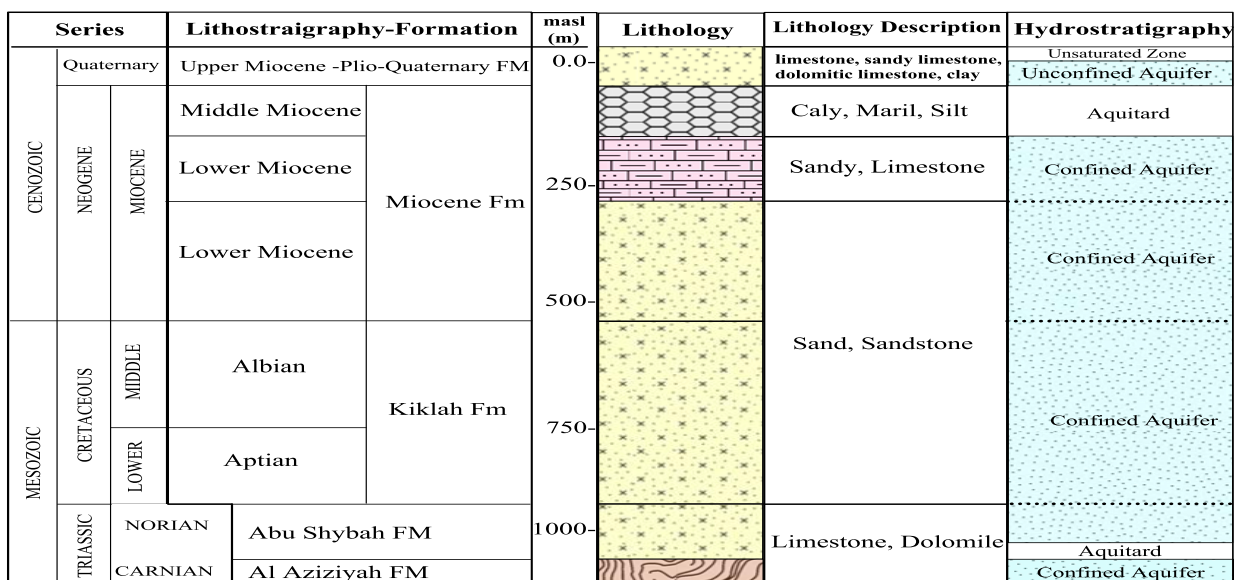 Series
Lithostraigraphy-Formation
masl
(m)
Lithology
Lithology Description
Hydrostratigraphy
CENOZOIC
Quaternary
Upper Miocene -Plio-Quaternary FM
0.0
limestone, sandy limestone,
dolomitic limestone, clay
Unsaturated Zone
Unconfined Aquifer
NEOGENE
MIOCENE
Middle Miocene
Caly, Maril, Silt
Aquitard
Lower Miocene
Miocene Fm
250
Sandy, Limestone
Confined Aquifer
Lower Miocene
500
Confined Aquifer
MESOZOIC
CRETACEOUS
MIDDLE
Albian
Kiklah Fm
Sand, Sandstone
LOWER
Aptian
750
Confined Aquifer
TRIASSIC
NORIAN
Abu Shybah FM
1000
Limestone, Dolomile
Aquitard
CARNIAN
Al Aziziyah FM
Confined Aquifer